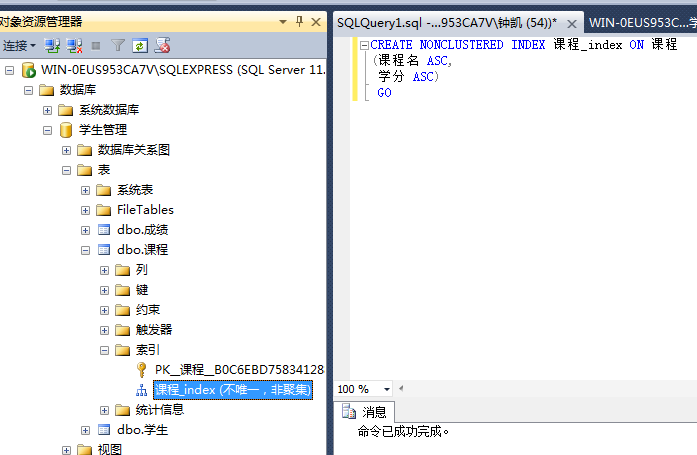 对象资源管理器
连接
WIN-0EUS953CA7V\SQLEXPRESS (SQL Server 11.
数据库
系统数据库
学生管理
数据库关系图
表
系统表
FileTables
dbo.成绩
dbo.课程
列
键
约束
触发器
索引
PK__课程__B0C6EBD75834128
课程_index (不唯一，非聚集)
统计信息
dbo.学生
视图
SQLQuery1.sql -...953CA7V\钟凯 (54))*
WIN-0EUS953C...学
CREATE NONCLUSTERED INDEX 课程_index ON 课程
(课程名 ASC,
学分 ASC)
GO
100 %
消息
命令已成功完成。